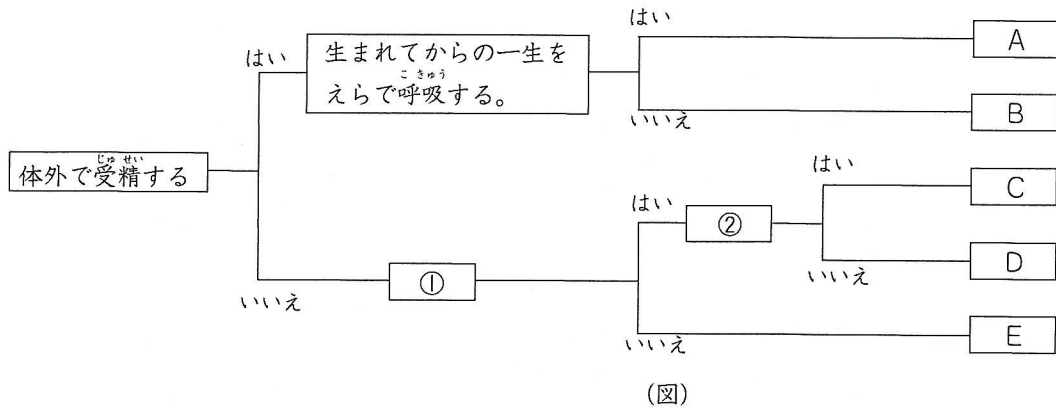 はい
生まれてからの一生を
こきゅう
えらで呼吸する。
はい
A
いいえ
B
じゅせい
体外で受精する
はい
②
はい
C
いいえ
D
いいえ
①
いいえ
E
(図)